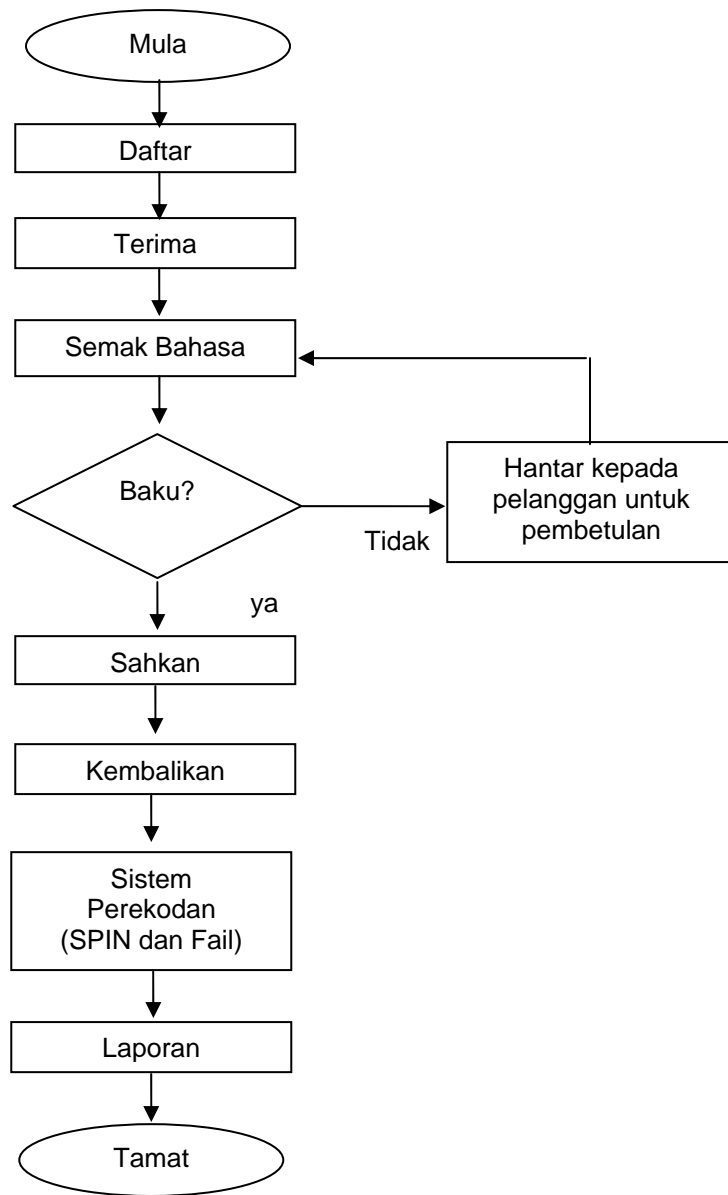 Mula
Daftar
Terima
Semak Bahasa
Baku?
Tidak
Hantar kepada
pelanggan untuk
pembetulan
ya
Sahkan
Kembalikan
Sistem
Perekodan
(SPIN dan Fail)
Laporan
Tamat